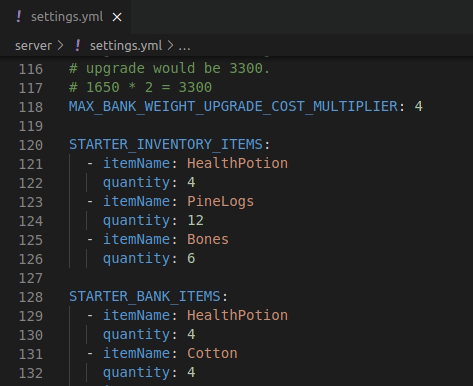 ! settings.yml ×
server > ! settings.yml > ...
116 # upgrade would be 3300.
117 # 1650 * 2 = 3300
118 MAX_BANK_WEIGHT_UPGRADE_COST_MULTIPLIER: 4
119
120 STARTER_INVENTORY_ITEMS:
121 - itemName: HealthPotion
122 quantity: 4
123 - itemName: PineLogs
124 quantity: 12
125 - itemName: Bones
126 quantity: 6
127
128 STARTER_BANK_ITEMS:
129 - itemName: HealthPotion
130 quantity: 4
131 - itemName: Cotton
132 quantity: 4